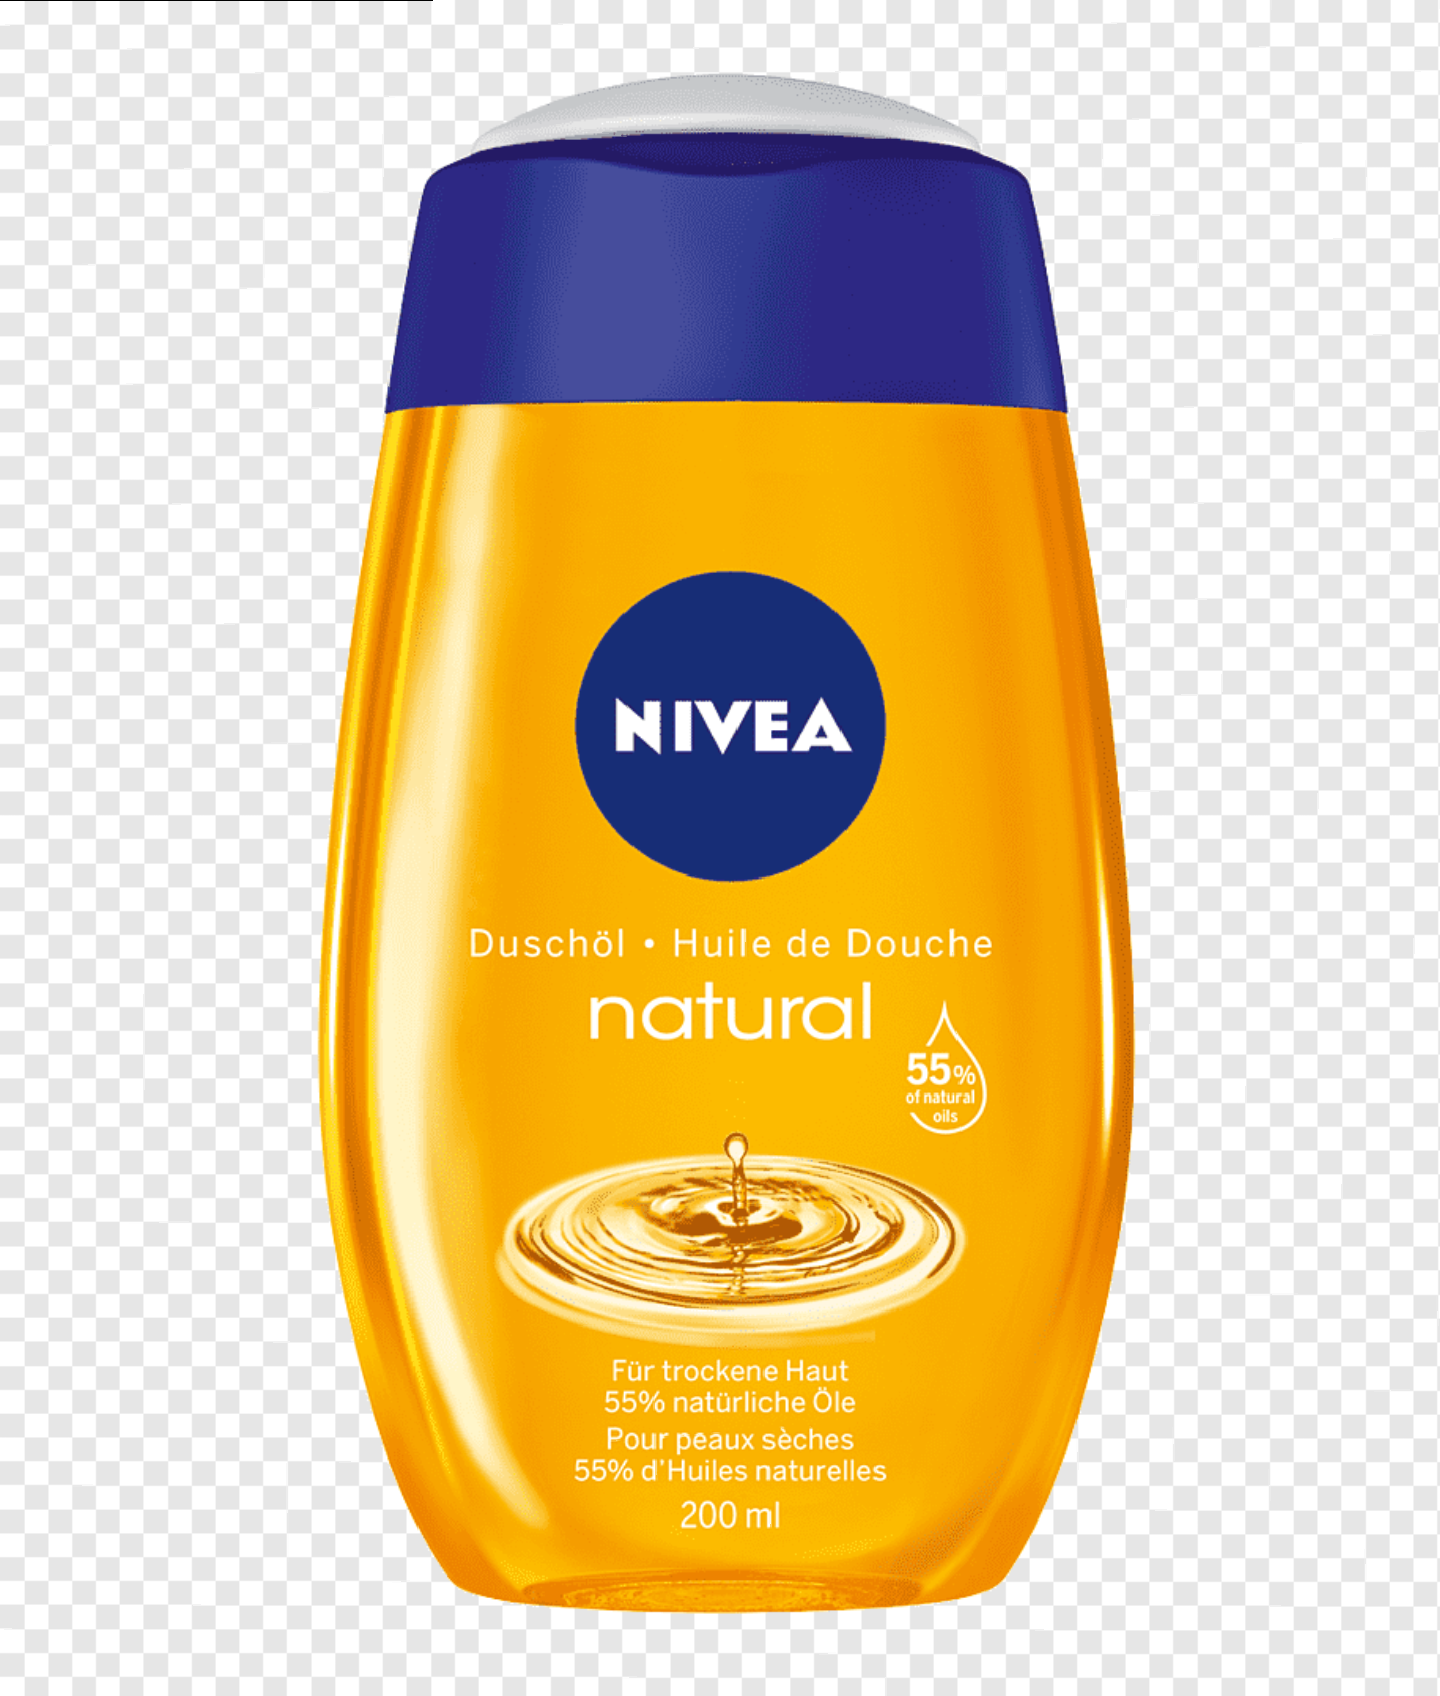 NIVEA
Duschöl • Huile de Douche
natural
55%
of natural
oils
Für trockene Haut
55% natürliche Öle
Pour peaux sèches
55% d'Huiles naturelles
200 ml